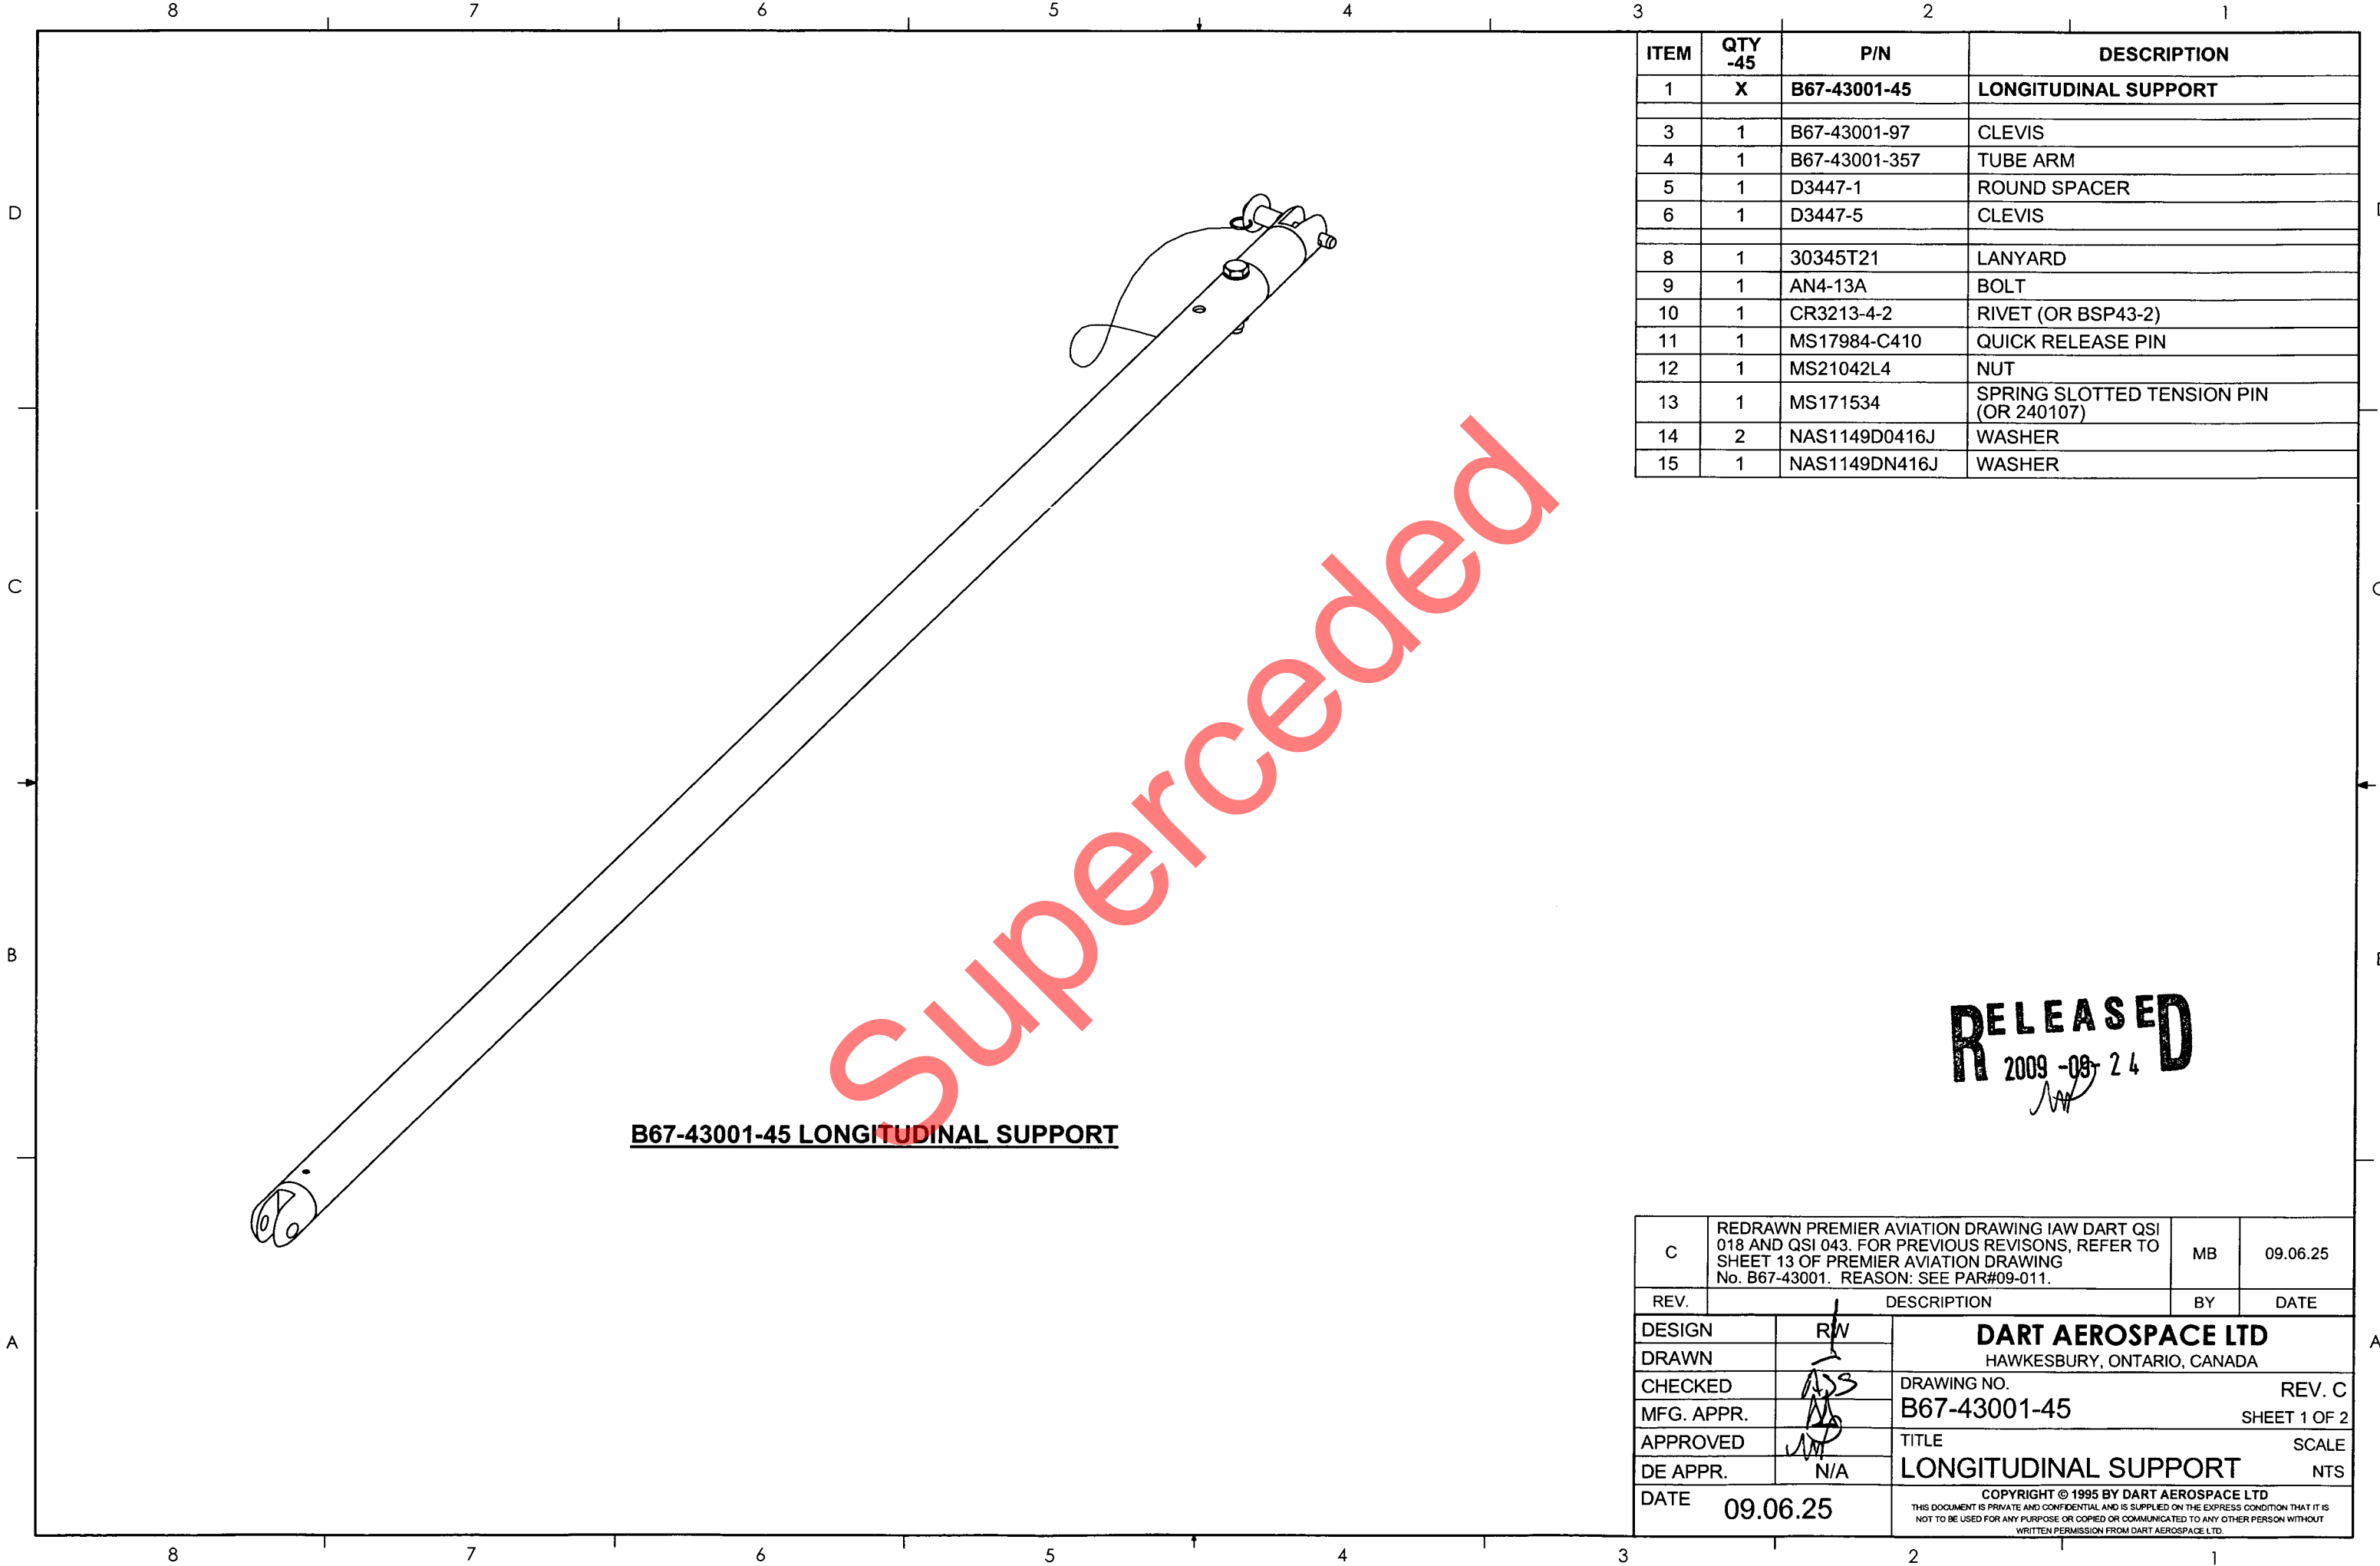 8 7 6 5 4 3 2 1
ITEM QTY -45 P/N DESCRIPTION
1 X B67-43001-45 LONGITUDINAL SUPPORT
3 1 B67-43001-97 CLEVIS
4 1 B67-43001-357 TUBE ARM
5 1 D3447-1 ROUND SPACER
6 1 D3447-5 CLEVIS
8 1 30345T21 LANYARD
9 1 AN4-13A BOLT
10 1 CR3213-4-2 RIVET (OR BSP43-2)
11 1 MS17984-C410 QUICK RELEASE PIN
12 1 MS21042L4 NUT
13 1 MS171534 SPRING SLOTTED TENSION PIN
(OR 240107)
14 2 NAS1149D0416J WASHER
15 1 NAS1149DN416J WASHER
D
C
B
A
Superceded
B67-43001-45 LONGITUDINAL SUPPORT
RELEASED
2009-09-24
C REDRAWN PREMIER AVIATION DRAWING IAW DART QSI
018 AND QSI 043. FOR PREVIOUS REVISONS, REFER TO
SHEET 13 OF PREMIER AVIATION DRAWING
No. B67-43001. REASON: SEE PAR#09-011.
MB 09.06.25
REV. DESCRIPTION BY DATE
DESIGN RW
DRAWN
CHECKED
MFG. APPR.
APPROVED
DE APPR. N/A
DATE 09.06.25
DART AEROSPACE LTD
HAWKESBURY, ONTARIO, CANADA
DRAWING NO. REV. C
B67-43001-45 SHEET 1 OF 2
TITLE SCALE
LONGITUDINAL SUPPORT NTS
COPYRIGHT © 1995 BY DART AEROSPACE LTD
THIS DOCUMENT IS PRIVATE AND CONFIDENTIAL AND IS SUPPLIED ON THE EXPRESS CONDITION THAT IT IS
NOT TO BE USED FOR ANY PURPOSE OR COPIED OR COMMUNICATED TO ANY OTHER PERSON WITHOUT
WRITTEN PERMISSION FROM DART AEROSPACE LTD.
8 7 6 5 4 3 2 1